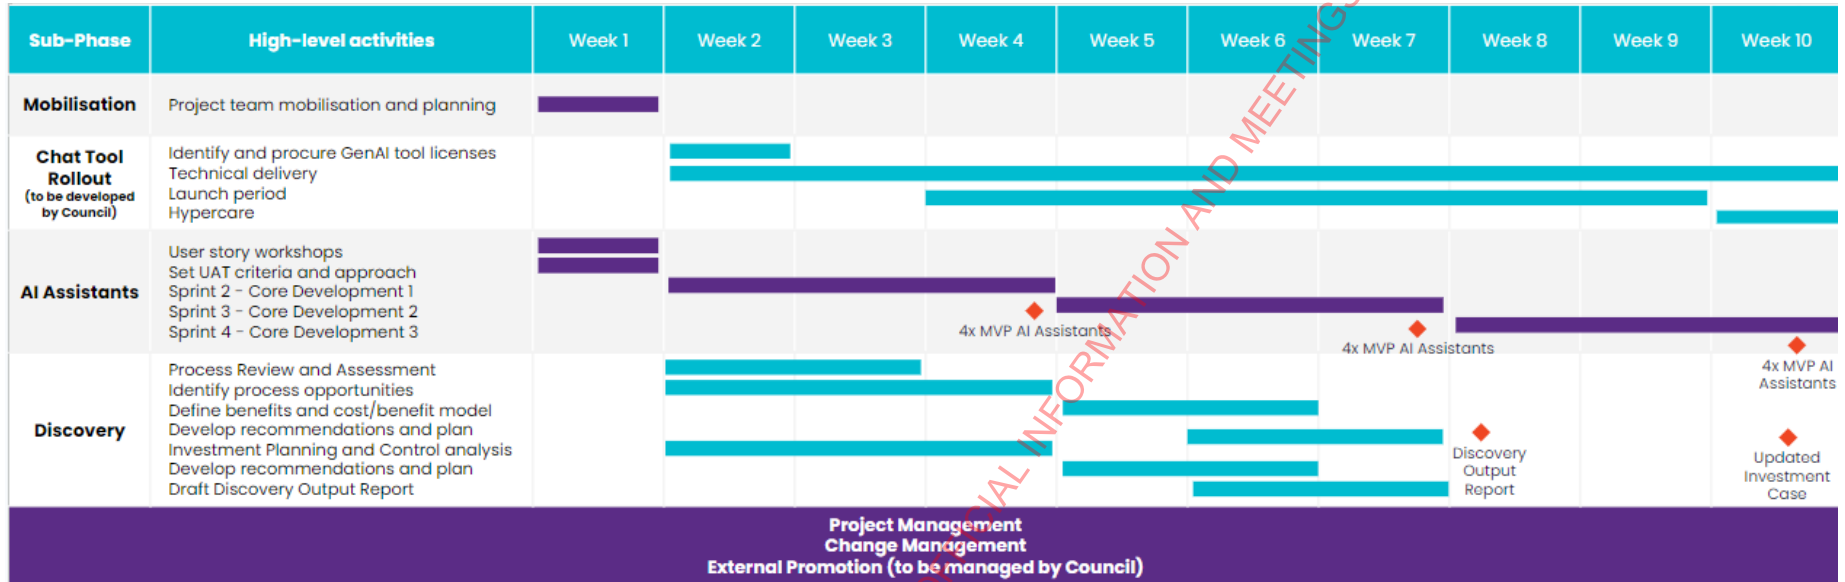 Sub-Phase High-level activities Week 1 Week 2 Week 3 Week 4 Week 5 Week 6 Week 7 Week 8 Week 9 Week 10
Mobilisation
Project team mobilisation and planning
Chat Tool
Rollout
(to be developed
by Council)
Identify and procure GenAI tool licenses
Technical delivery
Launch period
Hypercare
AI Assistants
User story workshops
Set UAT criteria and approach
Sprint 2 - Core Development 1
Sprint 3 - Core Development 2
Sprint 4 - Core Development 3
4x MVP AI Assistants
4x MVP AI Assistants
4x MVP AI
Assistants
Discovery
Process Review and Assessment
Identify process opportunities
Define benefits and cost/benefit model
Develop recommendations and plan
Investment Planning and Control analysis
Develop recommendations and plan
Draft Discovery Output Report
Discovery
Output
Report
Updated
Investment
Case
Project Management
Change Management
External Promotion (to be managed by Council)
INFORMATION AND MEETINGS